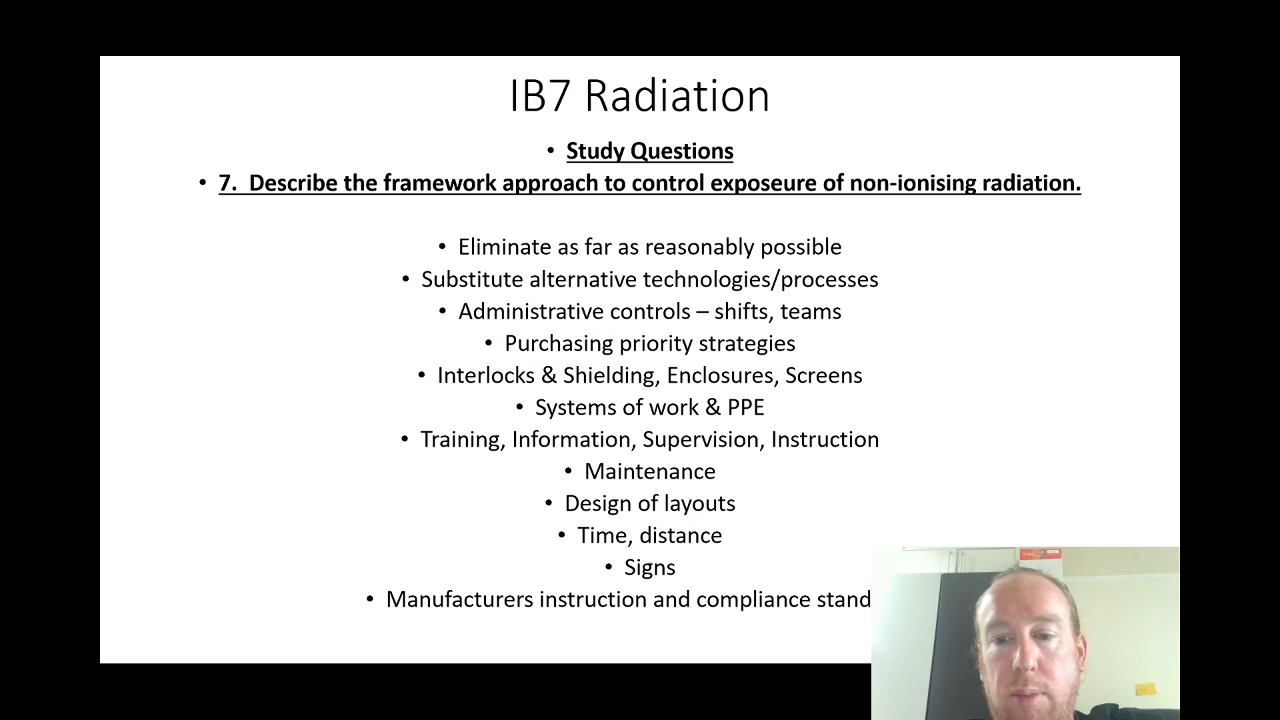 IB7 Radiation
• Study Questions
• 7. Describe the framework approach to control exposeure of non-ionising radiation.
• Eliminate as far as reasonably possible
• Substitute alternative technologies/processes
• Administrative controls – shifts, teams
• Purchasing priority strategies
• Interlocks & Shielding, Enclosures, Screens
• Systems of work & PPE
• Training, Information, Supervision, Instruction
• Maintenance
• Design of layouts
• Time, distance
• Signs
• Manufacturers instruction and compliance stand